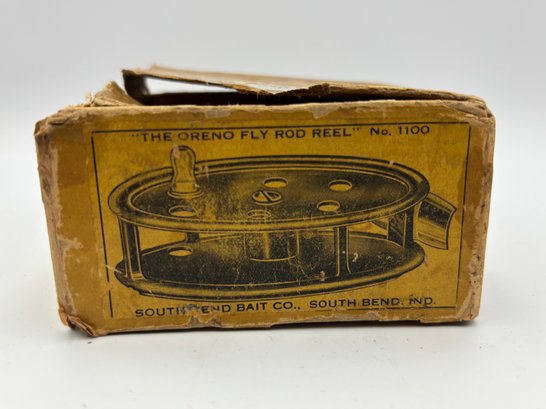 "THE ORENO FLY ROD REEL" No. 1100
SOUTH BEND BAIT CO., SOUTH BEND, IND.